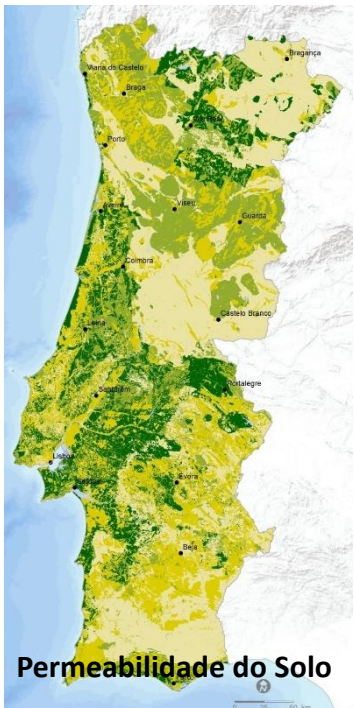 Bragança
Viana do Castelo
Braga
Porto
Viseu
Guarda
Coimbra
Castelo Branco
Leiria
Portalegre
Santarém
Lisboa
Évora
Beja
Permeabilidade do Solo
N